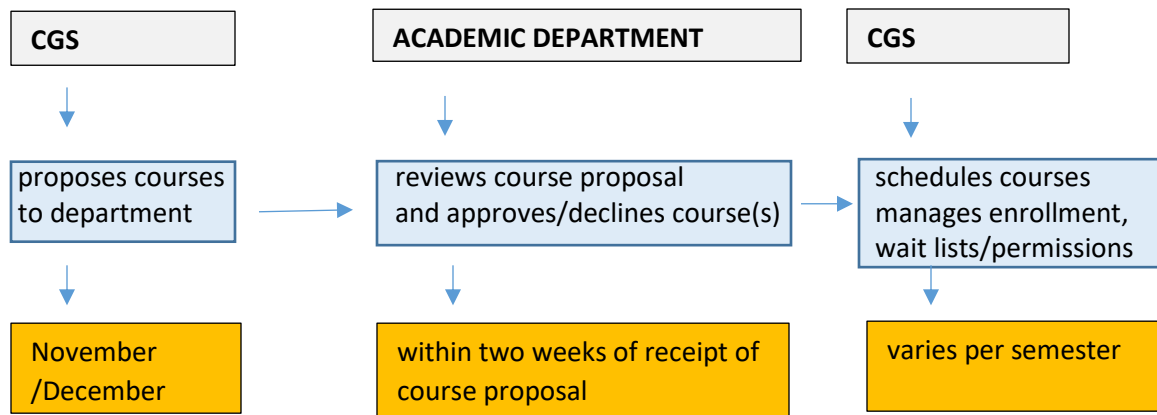 CGS
ACADEMIC DEPARTMENT
CGS
proposes courses
to department
reviews course proposal
and approves/declines course(s)
schedules courses
manages enrollment,
wait lists/permissions
November
/December
within two weeks of receipt of
course proposal
varies per semester